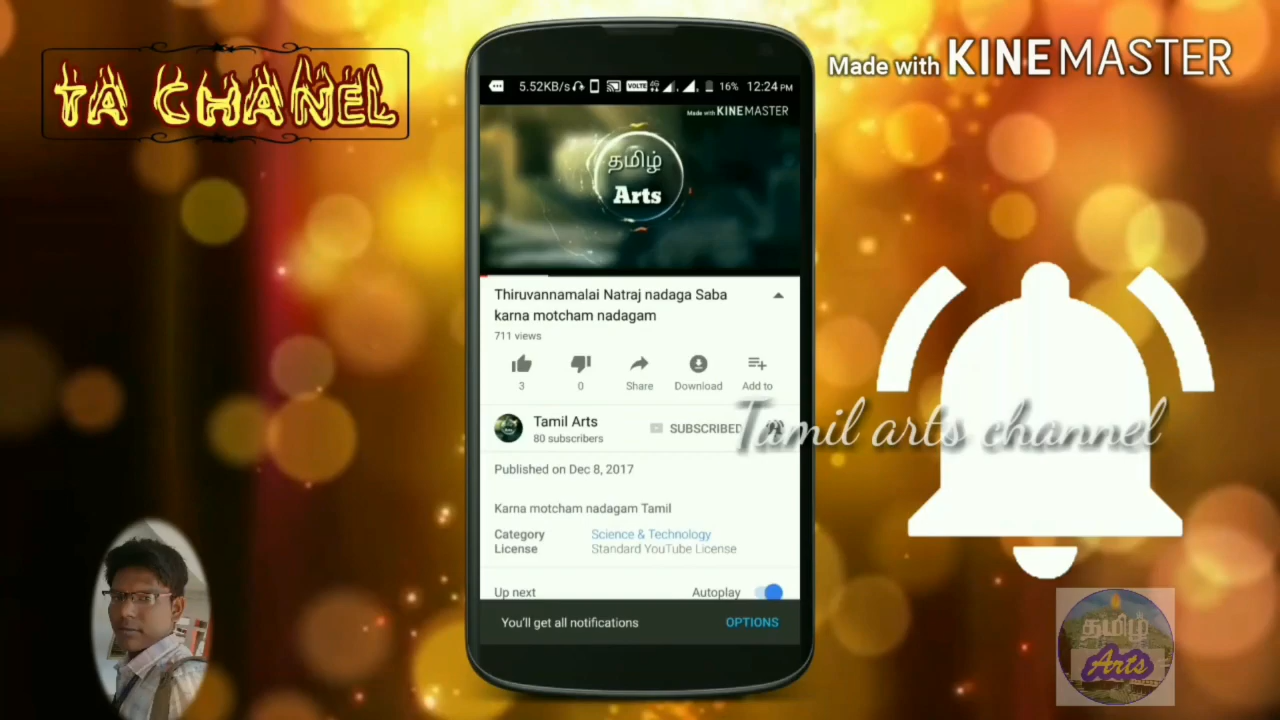 TA CHANEL
Made with KINEMASTER
5.52KB/s VOLTE 4G 16% 12:24 PM
Made with KINEMASTER
தமிழ்
Arts
Thiruvannamalai Natraj nadaga Saba
karna motcham nadagam
711 views
3 0 Share Download Add to
Tamil Arts
80 subscribers
SUBSCRIBED
Tamil arts channel
Published on Dec 8, 2017
Karna motcham nadagam Tamil
Category Science & Technology
License Standard YouTube License
Up next Autoplay
You'll get all notifications OPTIONS
தமிழ்
Arts